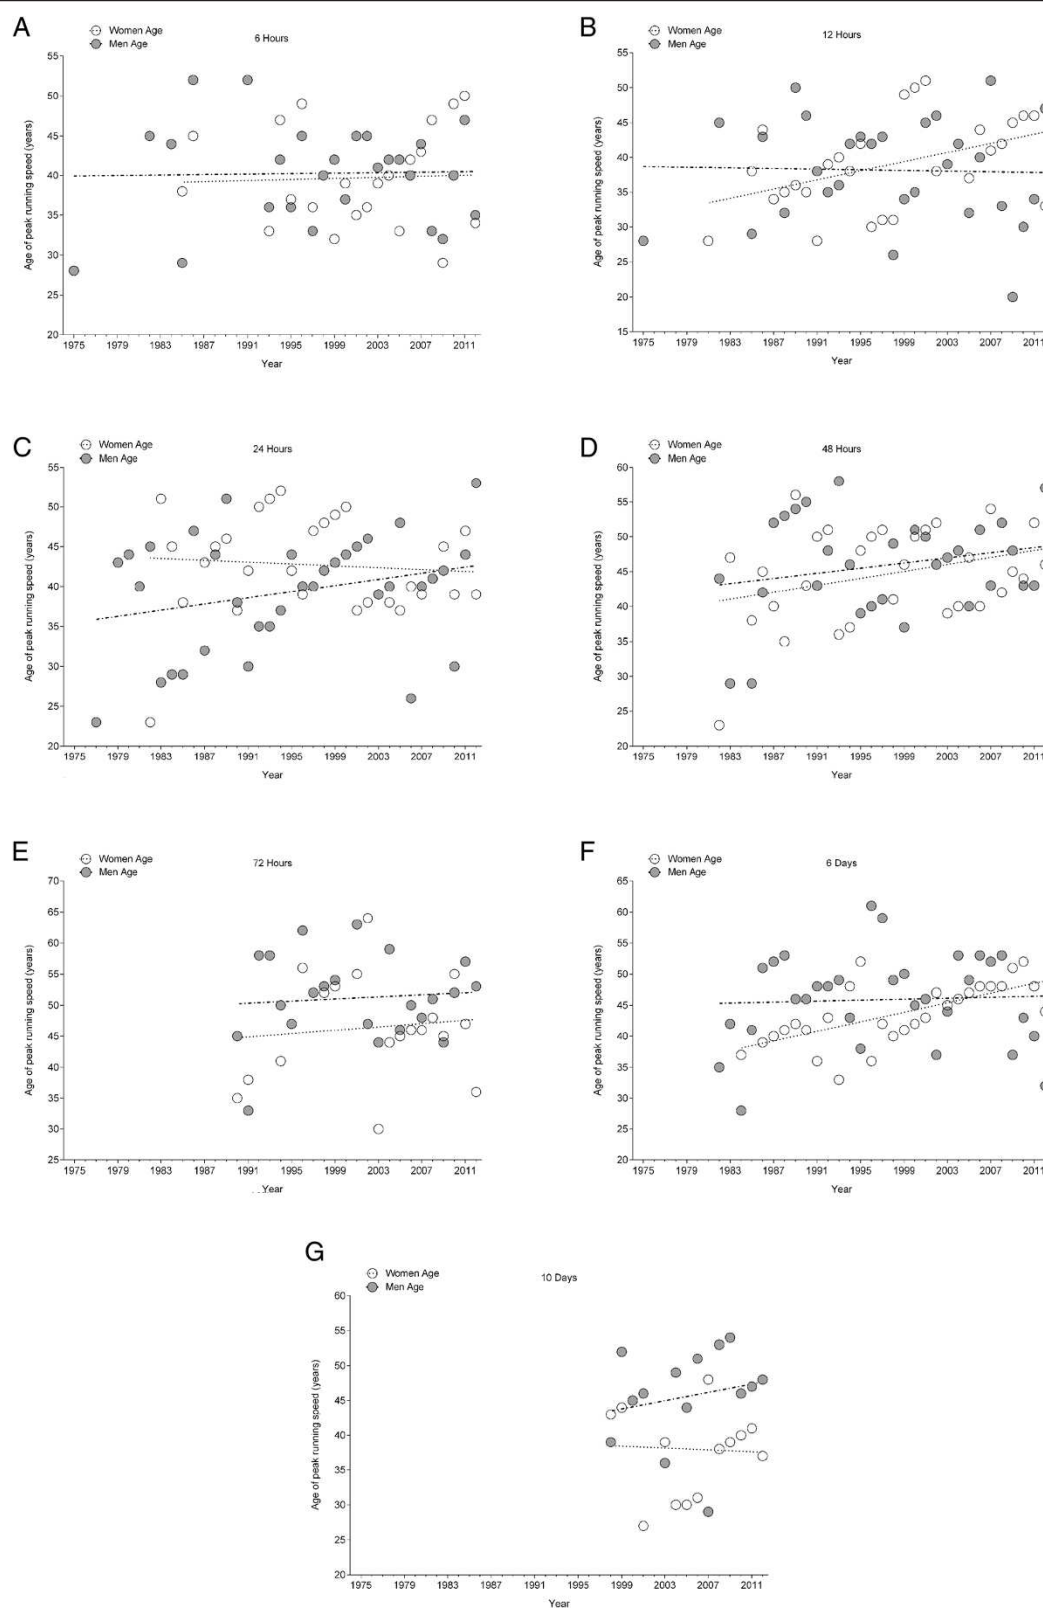 A
Women Age
Men Age
6 Hours
Age of peak running speed (years)
55
50
45
40
35
30
25
20
1975 1979 1983 1987 1991 1995 1999 2003 2007 2011
Year
B
Women Age
Men Age
12 Hours
Age of peak running speed (years)
55
50
45
40
35
30
25
20
15
1975 1979 1983 1987 1991 1995 1999 2003 2007 2011
Year
C
Women Age
Men Age
24 Hours
Age of peak running speed (years)
55
50
45
40
35
30
25
20
1975 1979 1983 1987 1991 1995 1999 2003 2007 2011
Year
D
Women Age
Men Age
48 Hours
Age of peak running speed (years)
60
55
50
45
40
35
30
25
20
1975 1979 1983 1987 1991 1995 1999 2003 2007 2011
Year
E
Women Age
Men Age
72 Hours
Age of peak running speed (years)
70
65
60
55
50
45
40
35
30
25
1975 1979 1983 1987 1991 1995 1999 2003 2007 2011
Year
F
Women Age
Men Age
6 Days
Age of peak running speed (years)
65
60
55
50
45
40
35
30
25
20
1975 1979 1983 1987 1991 1995 1999 2003 2007 2011
Year
G
Women Age
Men Age
10 Days
Age of peak running speed (years)
60
55
50
45
40
35
30
25
20
1975 1979 1983 1987 1991 1995 1999 2003 2007 2011
Year